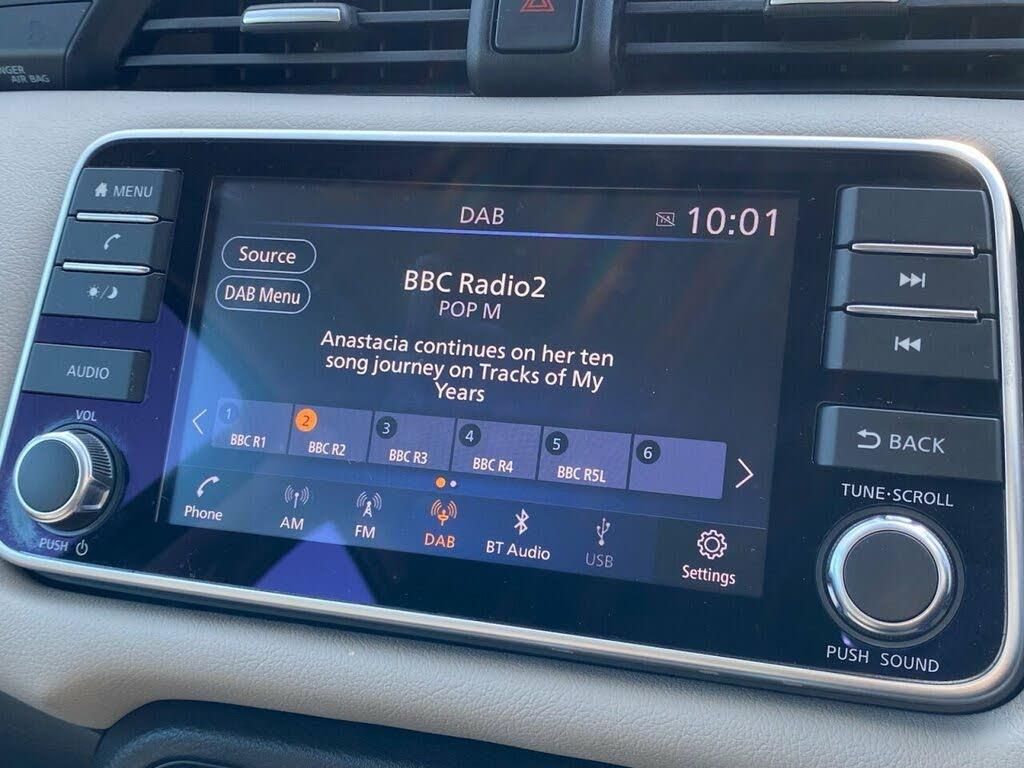 NGER
AIR BAG
MENU
AUDIO
VOL
PUSH
DAB
TA
10:01
Source
DAB Menu
BBC Radio2
POP M
Anastacia continues on her ten
song journey on Tracks of My
Years
1
BBC R1
2
BBC R2
3
BBC R3
4
BBC R4
5
BBC R5L
6
Phone
AM
FM
DAB
BT Audio
USB
Settings
BACK
TUNE·SCROLL
PUSH SOUND